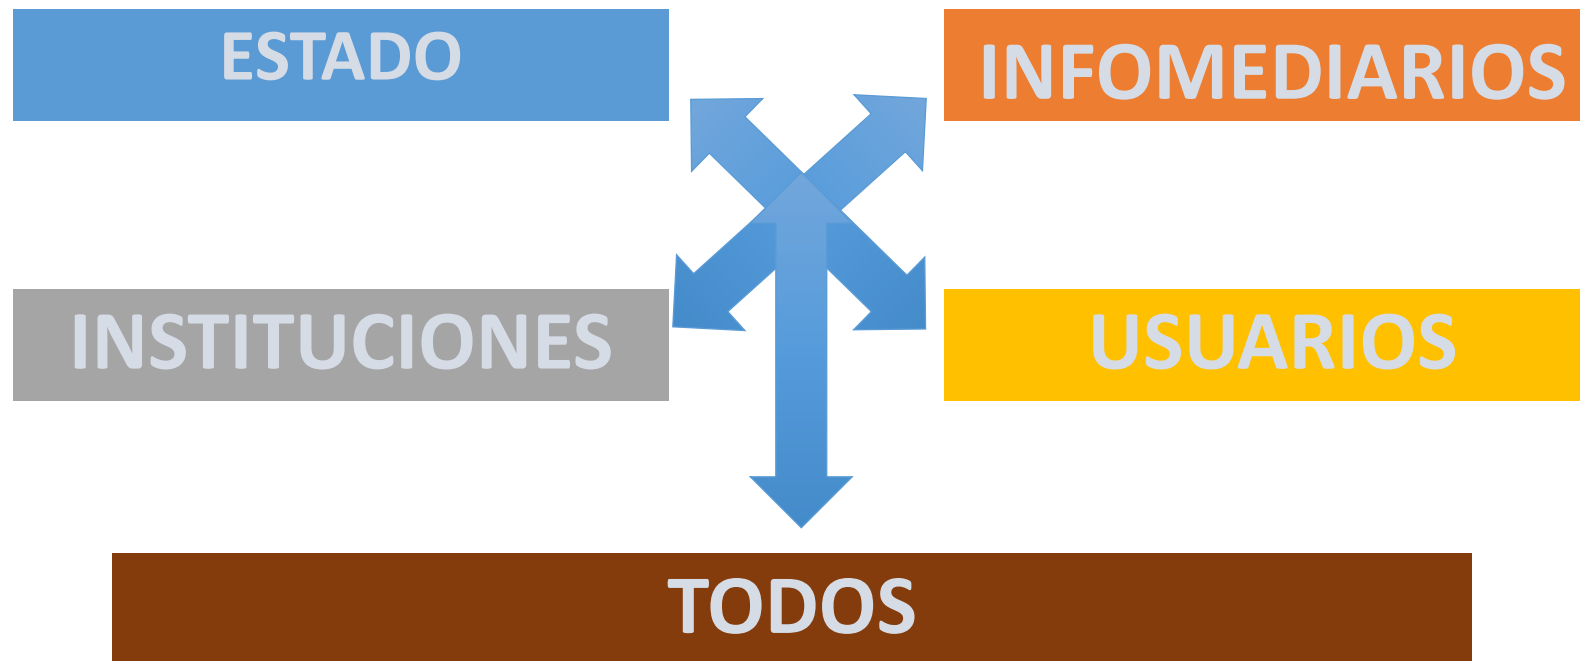 ESTADO
INFOMEDIARIOS
INSTITUCIONES
USUARIOS
TODOS